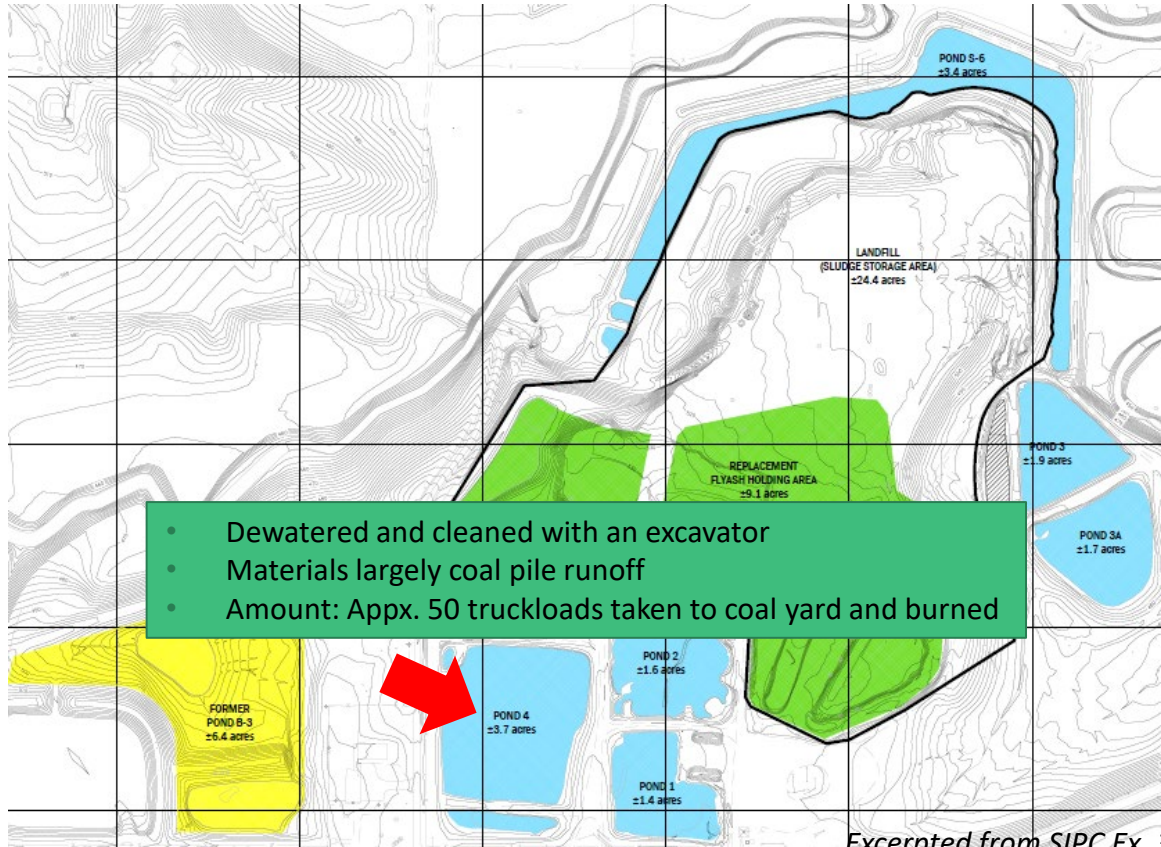 POND S-6
±3.4 acres
LANDFILL
(SLUDGE STORAGE AREA)
±24.4 acres
POND 3
±1.9 acres
REPLACEMENT
FLYASH HOLDING AREA
±9.1 acres
POND 3A
±1.7 acres
• Dewatered and cleaned with an excavator
• Materials largely coal pile runoff
• Amount: Appx. 50 truckloads taken to coal yard and burned
POND 2
±1.6 acres
FORMER
POND B-3
±6.4 acres
POND 4
±3.7 acres
POND 1
±1.4 acres
Excerpted from SIPC Ex.